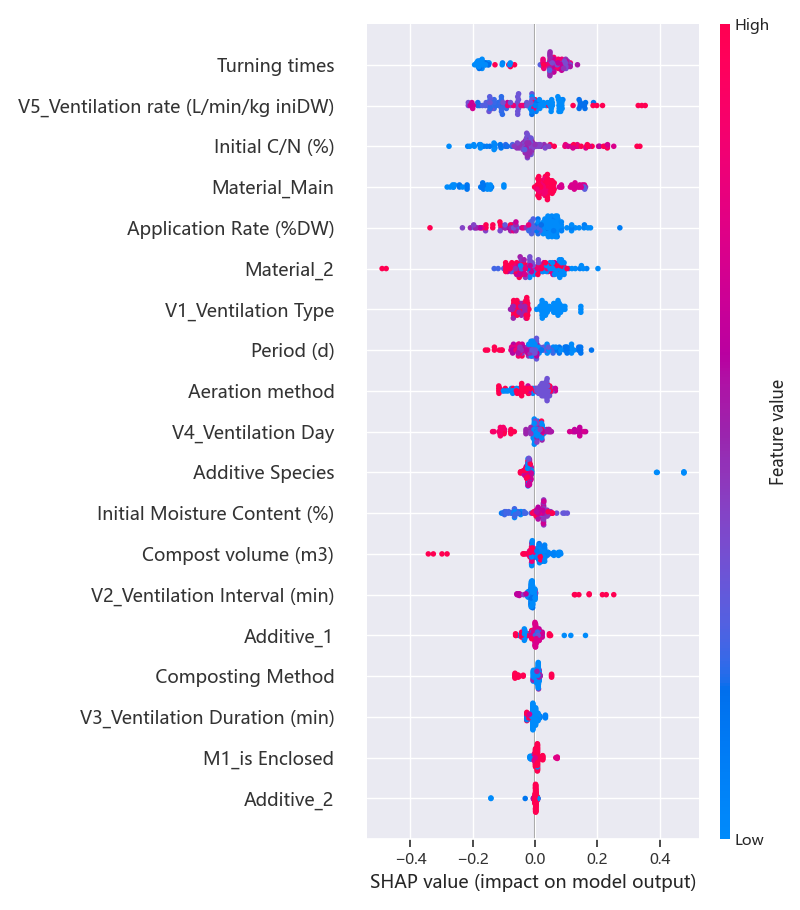 High
Turning times
V5_Ventilation rate (L/min/kg iniDW)
Initial C/N (%)
Material_Main
Application Rate (%DW)
Material_2
V1_Ventilation Type
Period (d)
Aeration method
V4_Ventilation Day
Additive Species
Initial Moisture Content (%)
Compost volume (m3)
V2_Ventilation Interval (min)
Additive_1
Composting Method
V3_Ventilation Duration (min)
M1_is Enclosed
Additive_2
Feature value
Low
−0.4 −0.2 0.0 0.2 0.4
SHAP value (impact on model output)